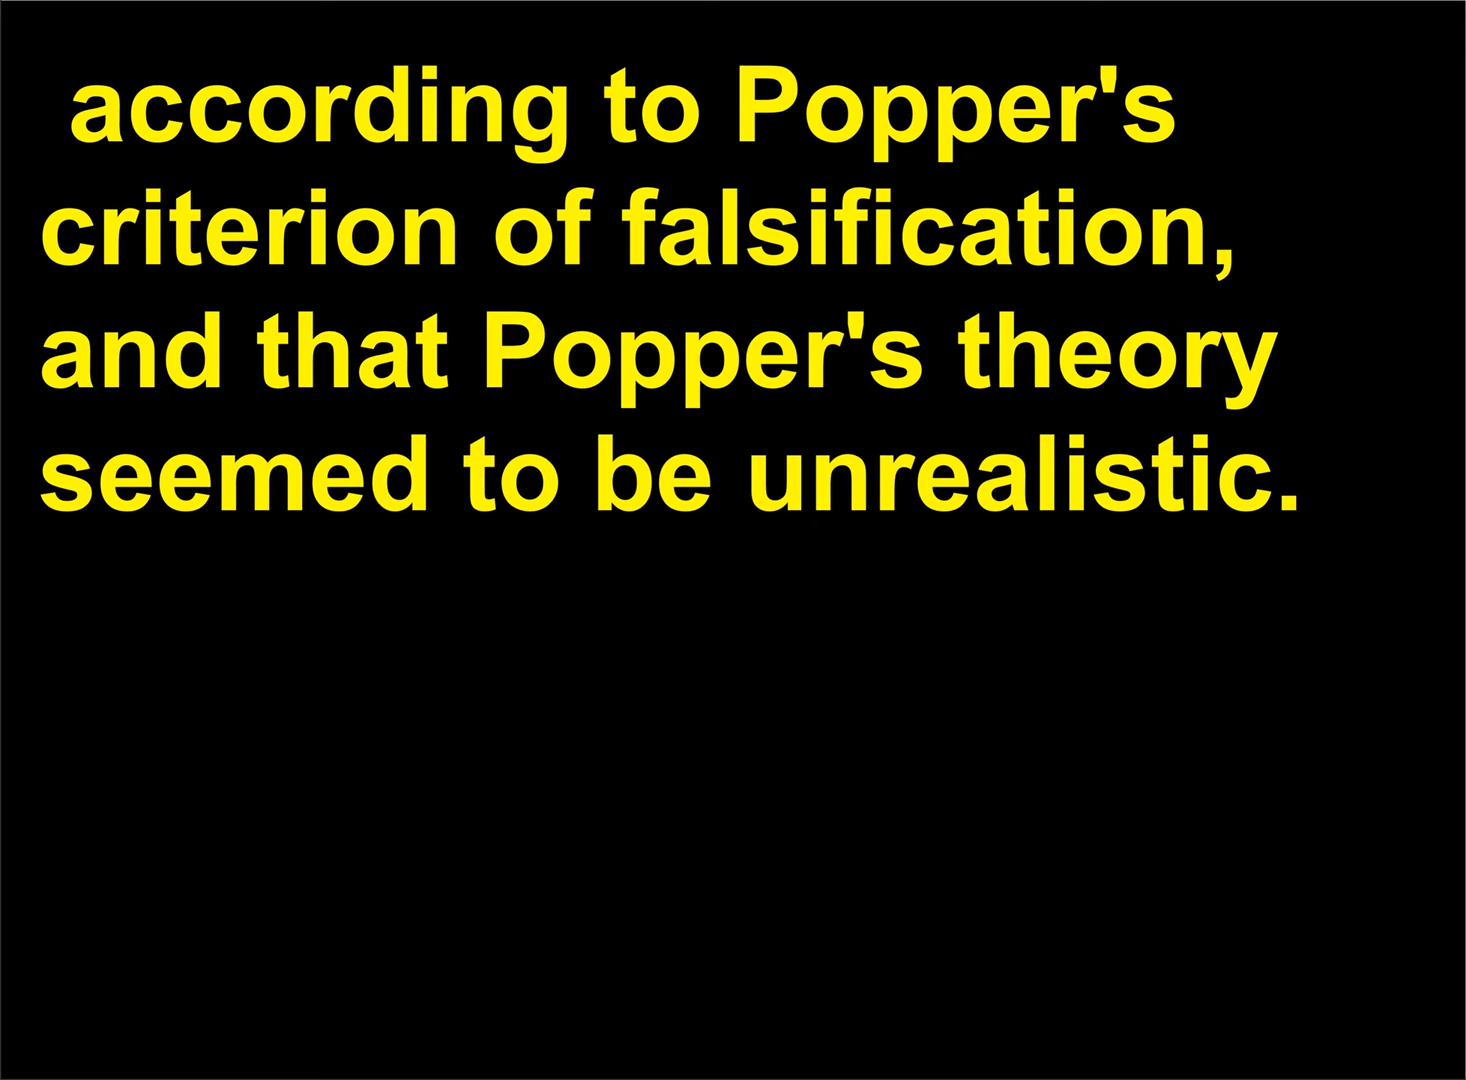 according to Popper's
criterion of falsification,
and that Popper's theory
seemed to be unrealistic.